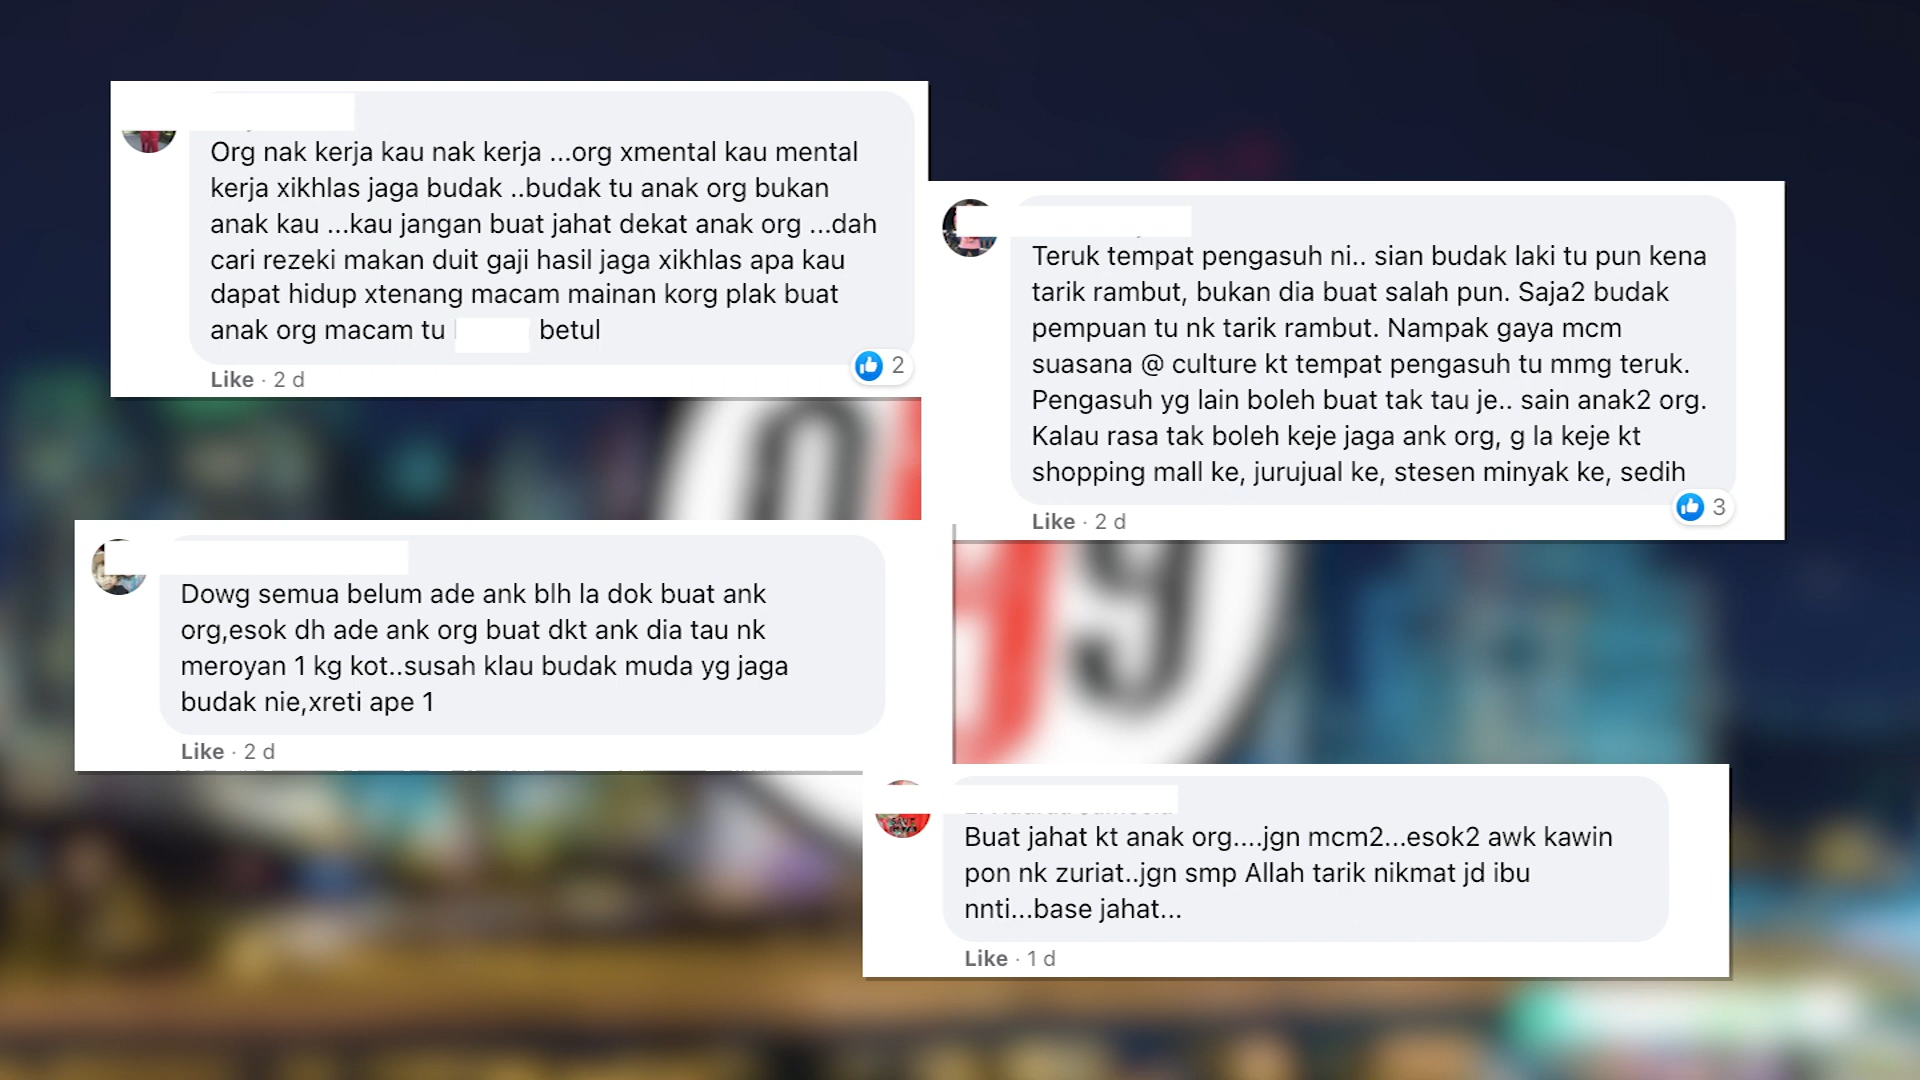 Org nak kerja kau nak kerja ...org xmental kau mental
kerja xikhlas jaga budak ..budak tu anak org bukan
anak kau ...kau jangan buat jahat dekat anak org ...dah
cari rezeki makan duit gaji hasil jaga xikhlas apa kau
dapat hidup xtenang macam mainan korg plak buat
anak org macam tu betul
2
Like · 2 d
Teruk tempat pengasuh ni.. sian budak laki tu pun kena
tarik rambut, bukan dia buat salah pun. Saja2 budak
pempuan tu nk tarik rambut. Nampak gaya mcm
suasana @ culture kt tempat pengasuh tu mmg teruk.
Pengasuh yg lain boleh buat tak tau je.. sain anak2 org.
Kalau rasa tak boleh keje jaga ank org, g la keje kt
shopping mall ke, jurujual ke, stesen minyak ke, sedih
3
Like · 2 d
Dowg semua belum ade ank blh la dok buat ank
org,esok dh ade ank org buat dkt ank dia tau nk
meroyan 1 kg kot..susah klau budak muda yg jaga
budak nie,xreti ape 1
Like · 2 d
Buat jahat kt anak org....jgn mcm2...esok2 awk kawin
pon nk zuriat..jgn smp Allah tarik nikmat jd ibu
nnti...base jahat...
Like · 1 d